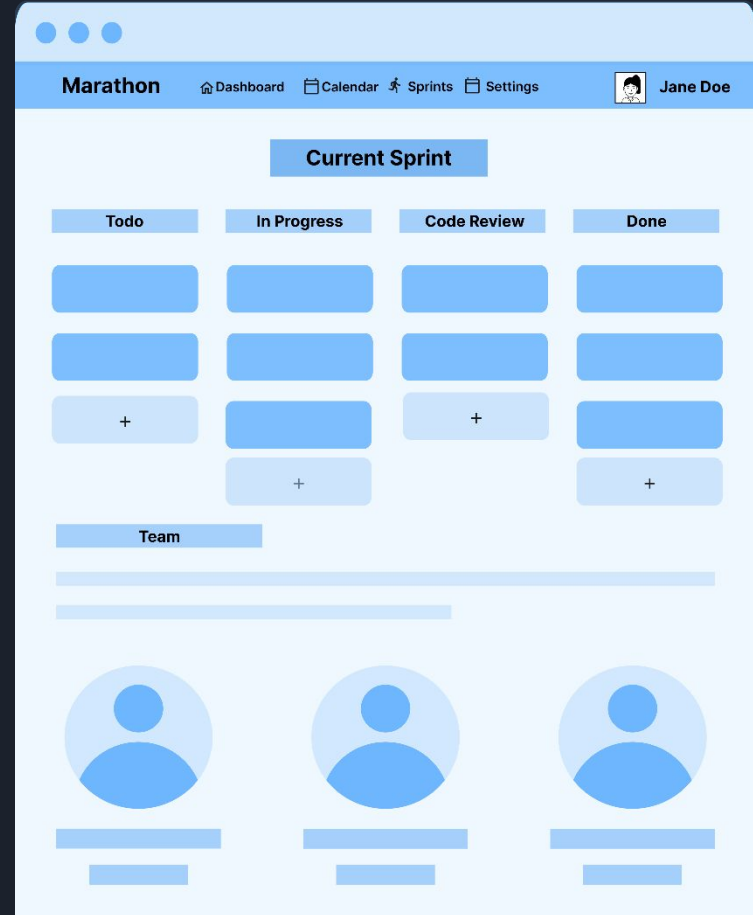 Marathon Dashboard Calendar Sprints Settings Jane Doe
Current Sprint
Todo In Progress Code Review Done
+ +
+ +
Team